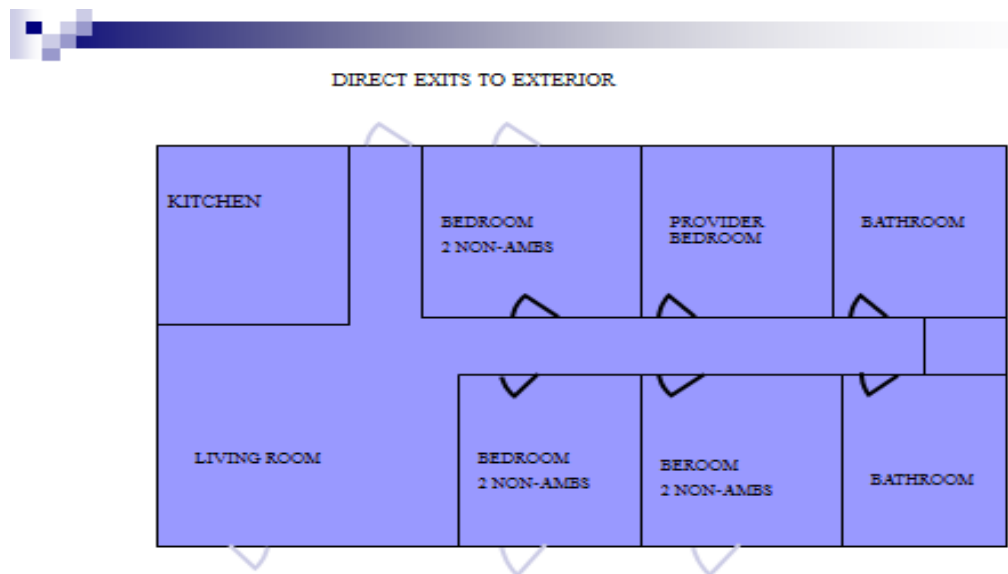 DIRECT EXITS TO EXTERIOR
KITCHEN
BEDROOM
2 NON-AMBS
PROVIDER
BEDROOM
BATHROOM
LIVING ROOM
BEDROOM
2 NON-AMBS
BEROOM
2 NON-AMBS
BATHROOM